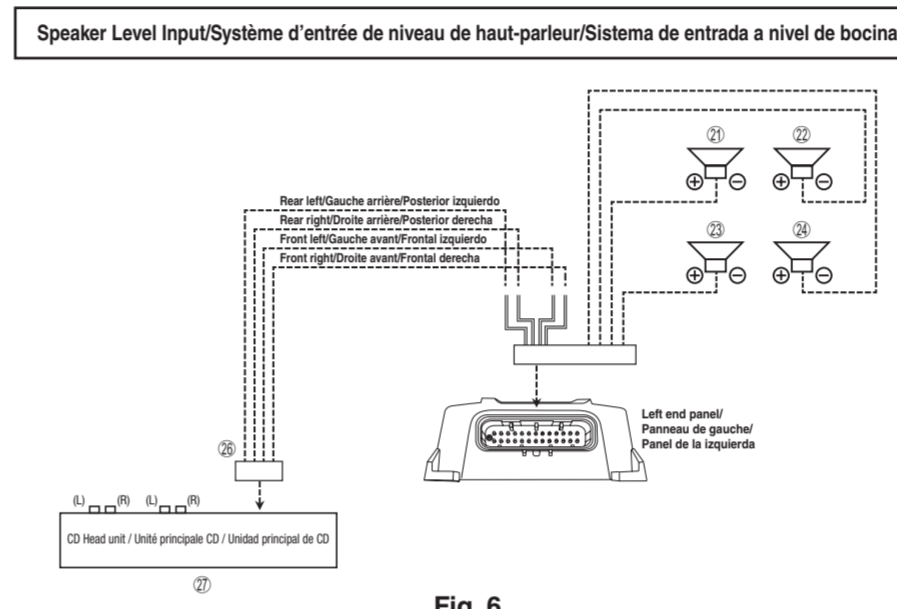 Speaker Level Input/Système d'entrée de niveau de haut-parleur/Sistema de entrada a nivel de bocina
㉑
㉒
⊕ ⊖ ⊕ ⊖
Rear left/Gauche arrière/Posterior izquierdo
Rear right/Droite arrière/Posterior derecha
Front left/Gauche avant/Frontal izquierdo
Front right/Droite avant/Frontal derecha
㉓
㉔
⊕ ⊖ ⊕ ⊖
Left end panel/
Panneau de gauche/
Panel de la izquierda
㉖
(L) (R) (L) (R)
CD Head unit / Unité principale CD / Unidad principal de CD
㉗
Fig. 6